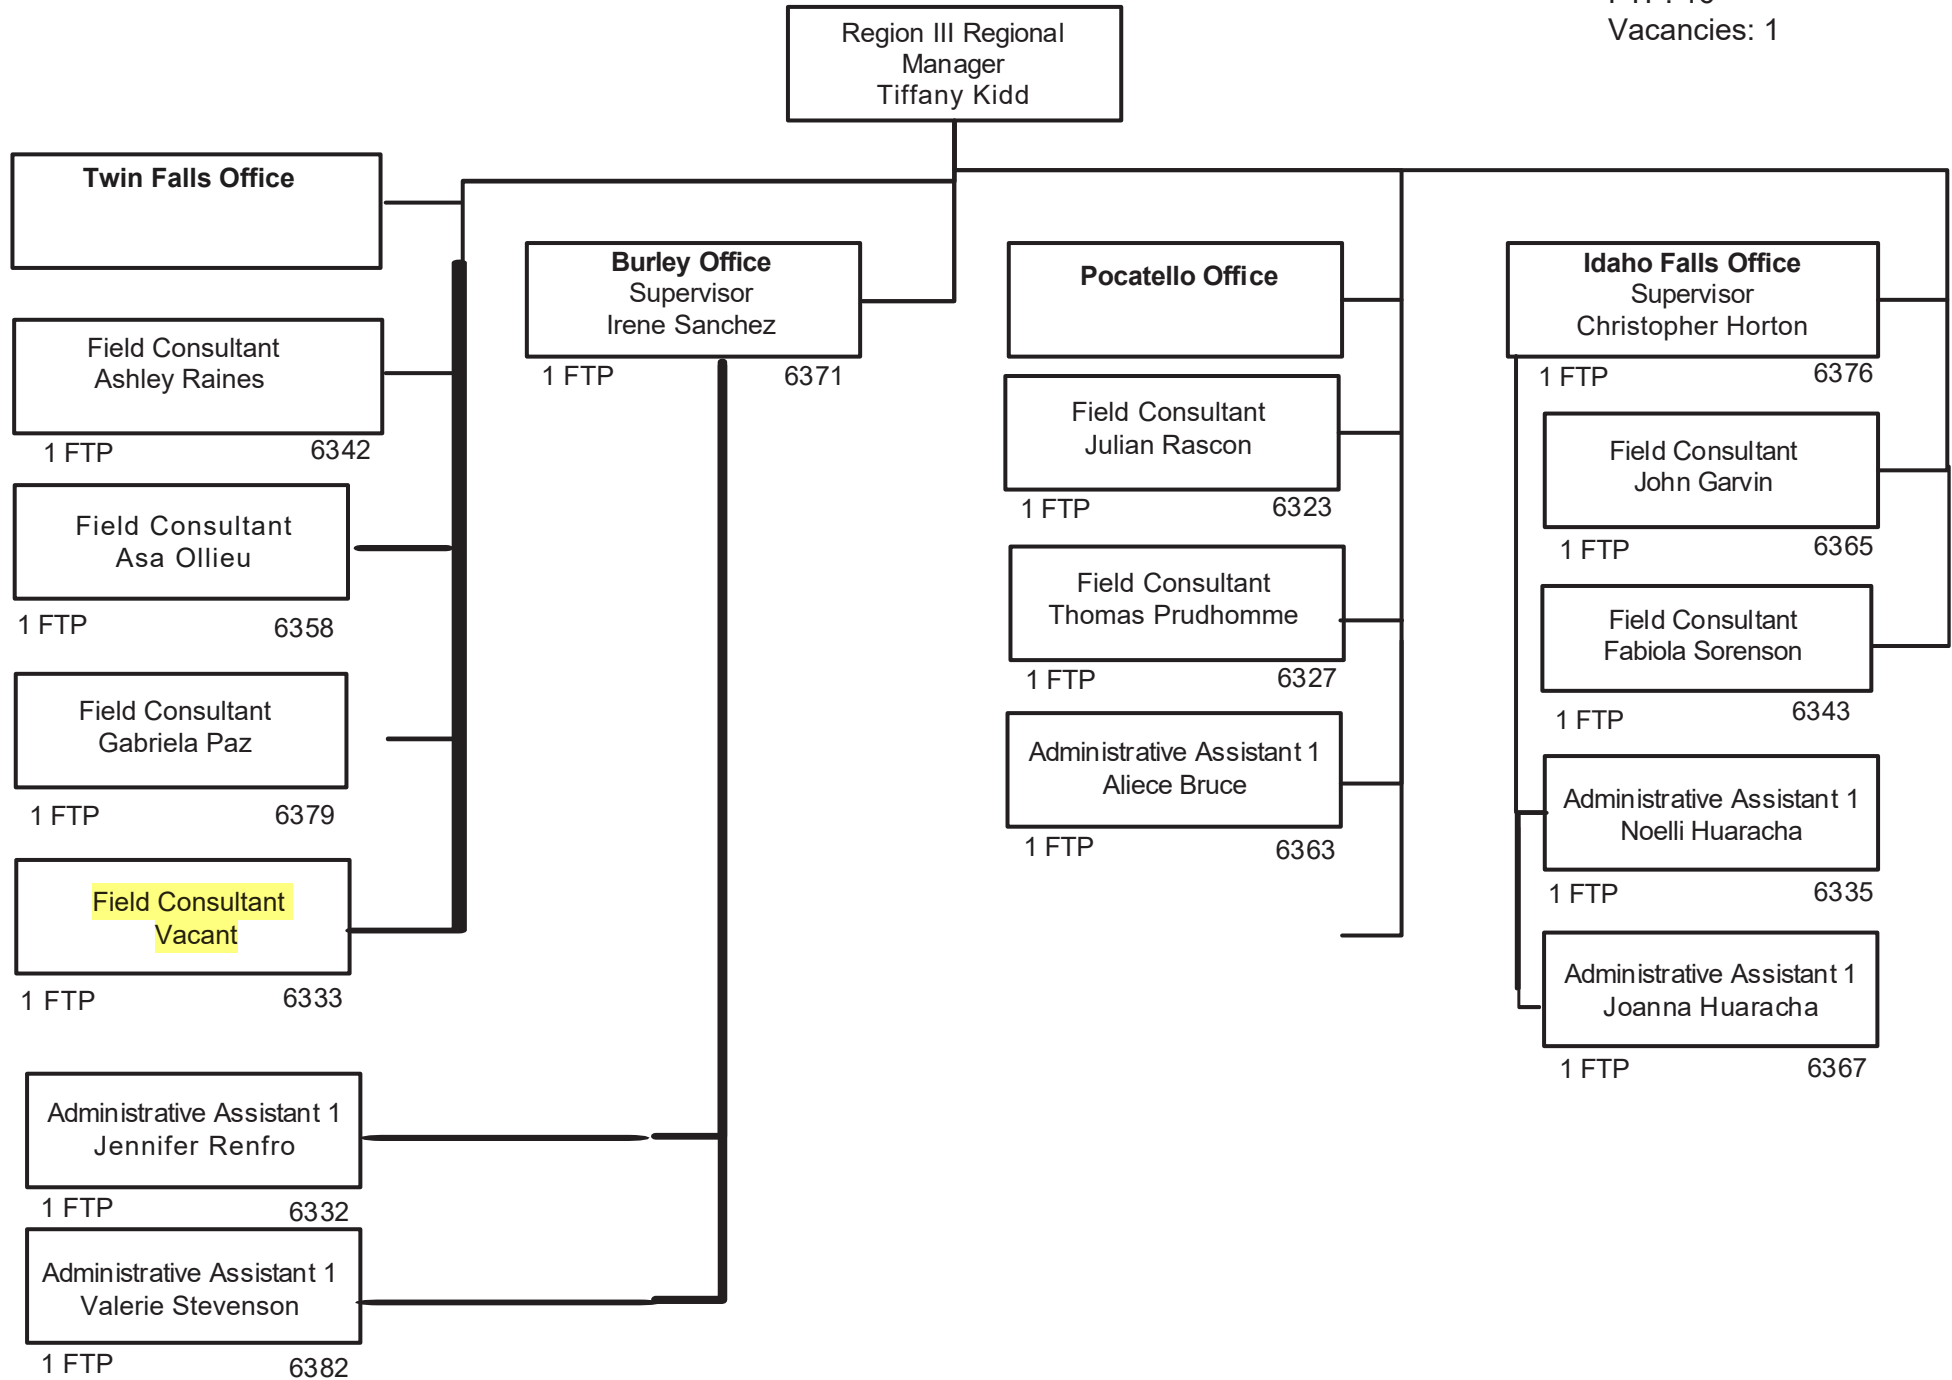 Vacancies: 1
Region III Regional
Manager
Tiffany Kidd
Twin Falls Office
Field Consultant
Ashley Raines
1 FTP 6342
Field Consultant
Asa Ollieu
1 FTP 6358
Field Consultant
Gabriela Paz
1 FTP 6379
Field Consultant
Vacant
1 FTP 6333
Administrative Assistant 1
Jennifer Renfro
1 FTP 6332
Administrative Assistant 1
Valerie Stevenson
1 FTP 6382
Burley Office
Supervisor
Irene Sanchez
1 FTP 6371
Pocatello Office
Field Consultant
Julian Rascon
1 FTP 6323
Field Consultant
Thomas Prudhomme
1 FTP 6327
Administrative Assistant 1
Aliece Bruce
1 FTP 6363
Idaho Falls Office
Supervisor
Christopher Horton
1 FTP 6376
Field Consultant
John Garvin
1 FTP 6365
Field Consultant
Fabiola Sorenson
1 FTP 6343
Administrative Assistant 1
Noelli Huaracha
1 FTP 6335
Administrative Assistant 1
Joanna Huaracha
1 FTP 6367